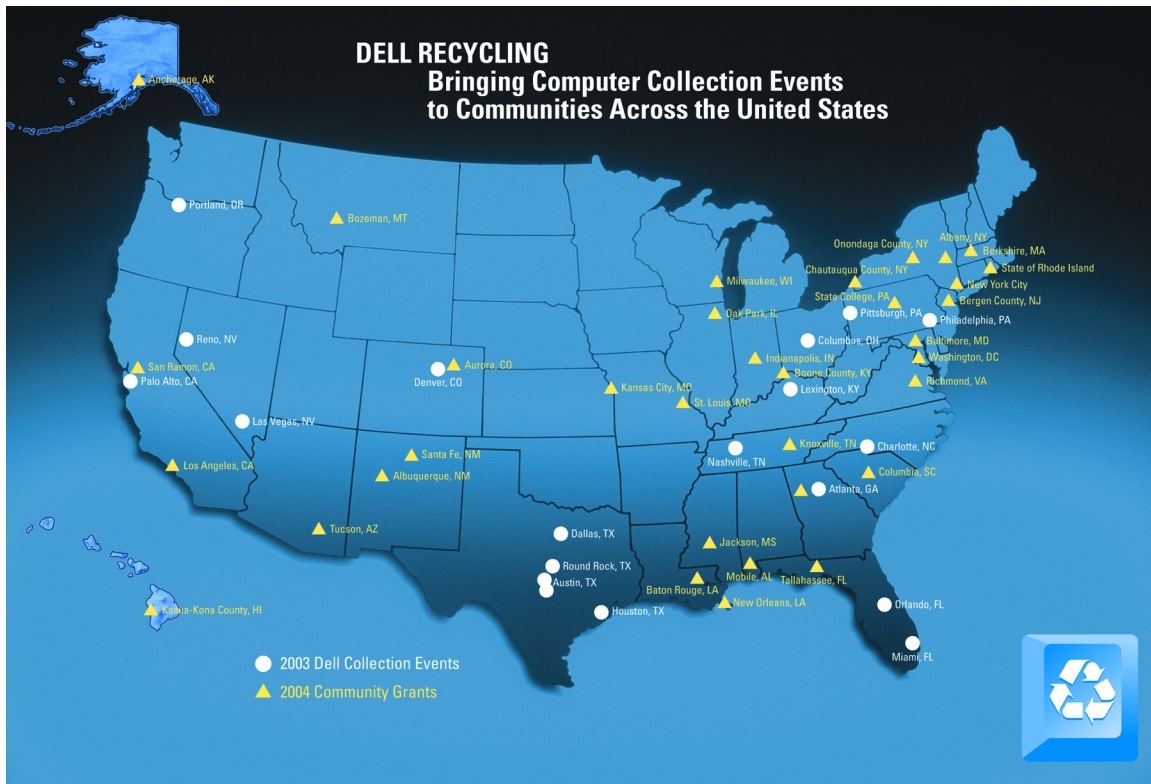 DELL RECYCLING
Bringing Computer Collection Events
to Communities Across the United States
Anchorage, AK
Portland, OR
Bozeman, MT
Albany, NY
Onondaga County, NY
Berkshire, MA
Chautauqua County, NY
State of Rhode Island
Milwaukee, WI
New York City
State College, PA
Bergen County, NJ
Oak Park, IL
Pittsburgh, PA
Philadelphia, PA
Reno, NV
Columbus, OH
Baltimore, MD
Indianapolis, IN
Washington, DC
San Ramon, CA
Aurora, CO
Denver, CO
Boone County, KY
Palo Alto, CA
Richmond, VA
Kansas City, MO
Lexington, KY
St. Louis, MO
Las Vegas, NV
Knoxville, TN
Charlotte, NC
Santa Fe, NM
Nashville, TN
Los Angeles, CA
Albuquerque, NM
Columbia, SC
Atlanta, GA
Tucson, AZ
Dallas, TX
Jackson, MS
Round Rock, TX
Mobile, AL
Tallahassee, FL
Austin, TX
Baton Rouge, LA
New Orleans, LA
Orlando, FL
Kailua-Kona County, HI
Houston, TX
Miami, FL
2003 Dell Collection Events
2004 Community Grants